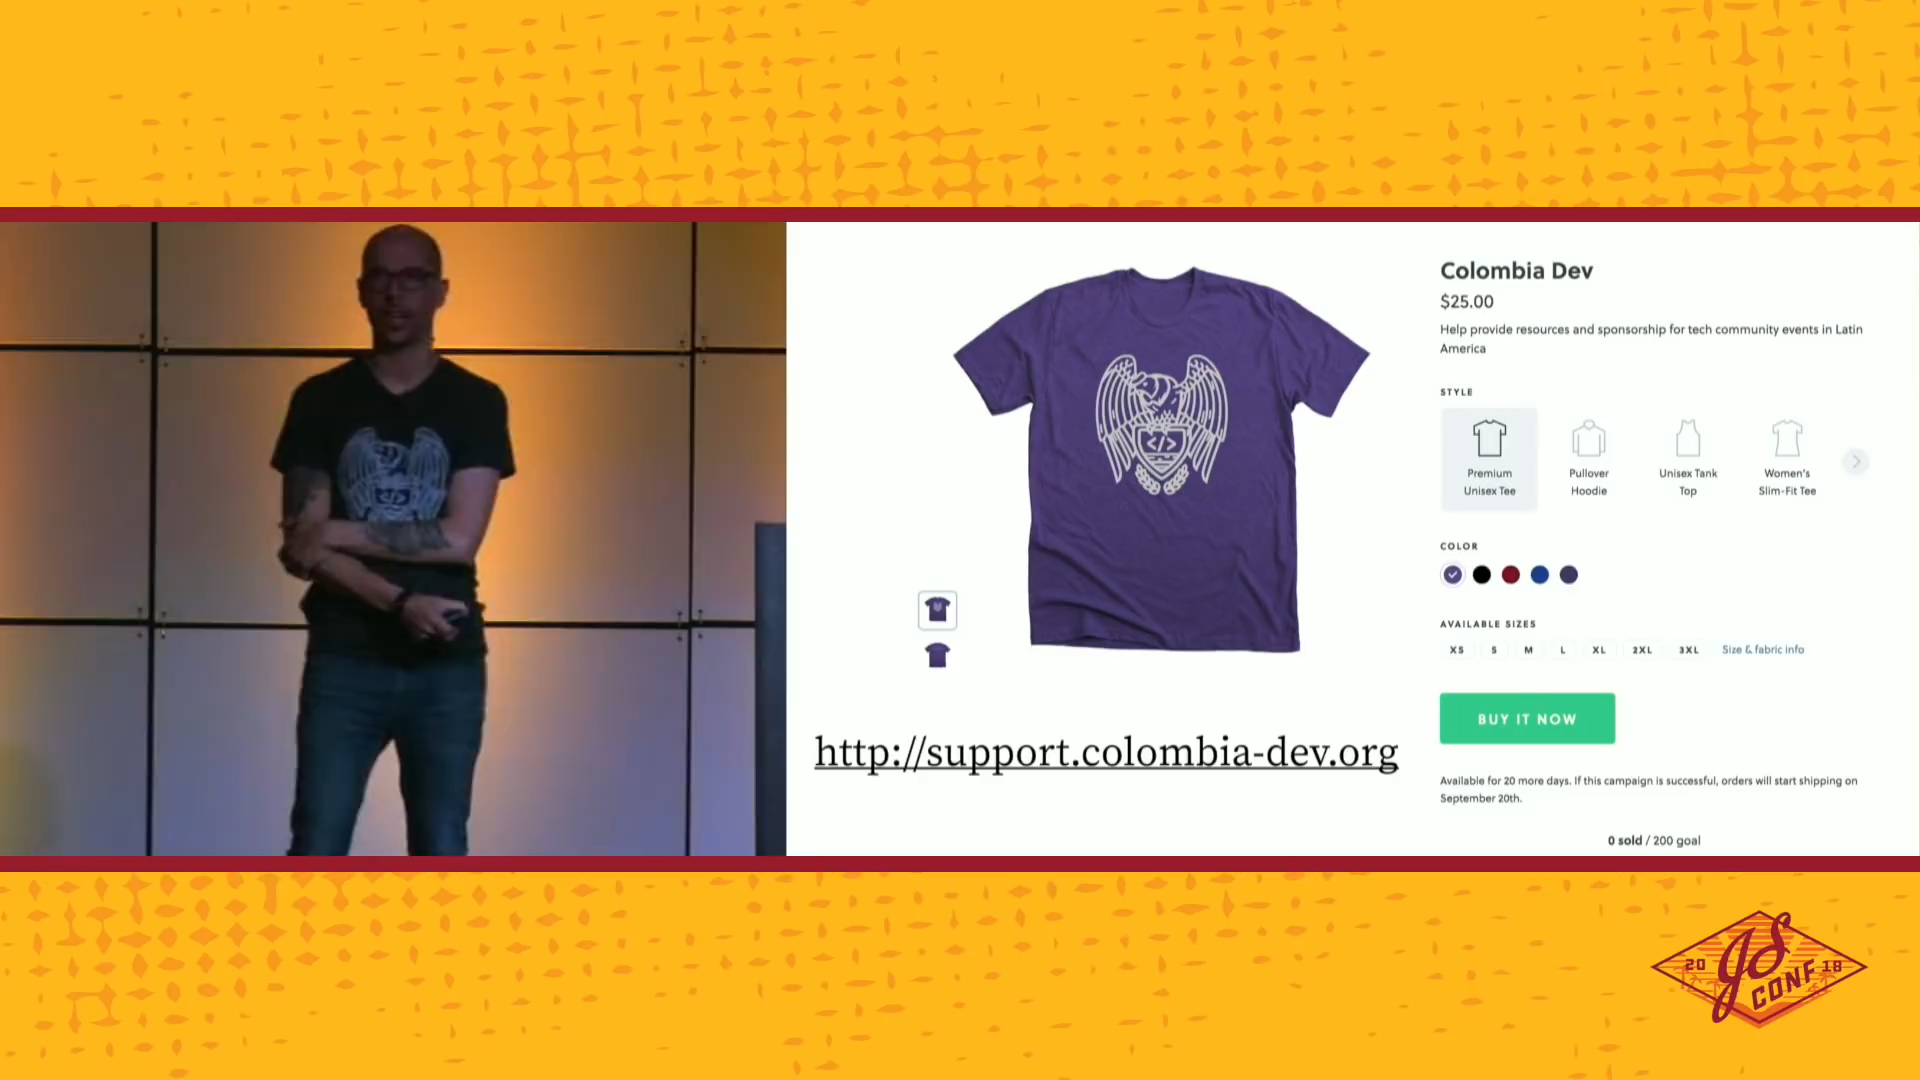 Colombia Dev
$25.00
Help provide resources and sponsorship for tech community events in Latin
America
STYLE
Premium
Unisex Tee
Pullover
Hoodie
Unisex Tank
Top
Women's
Slim-Fit Tee
COLOR
AVAILABLE SIZES
XS S M L XL 2XL 3XL Size & fabric info
BUY IT NOW
Available for 20 more days. If this campaign is successful, orders will start shipping on
September 20th.
0 sold / 200 goal
</>
</>
http://support.colombia-dev.org
20 JS 18
CONF